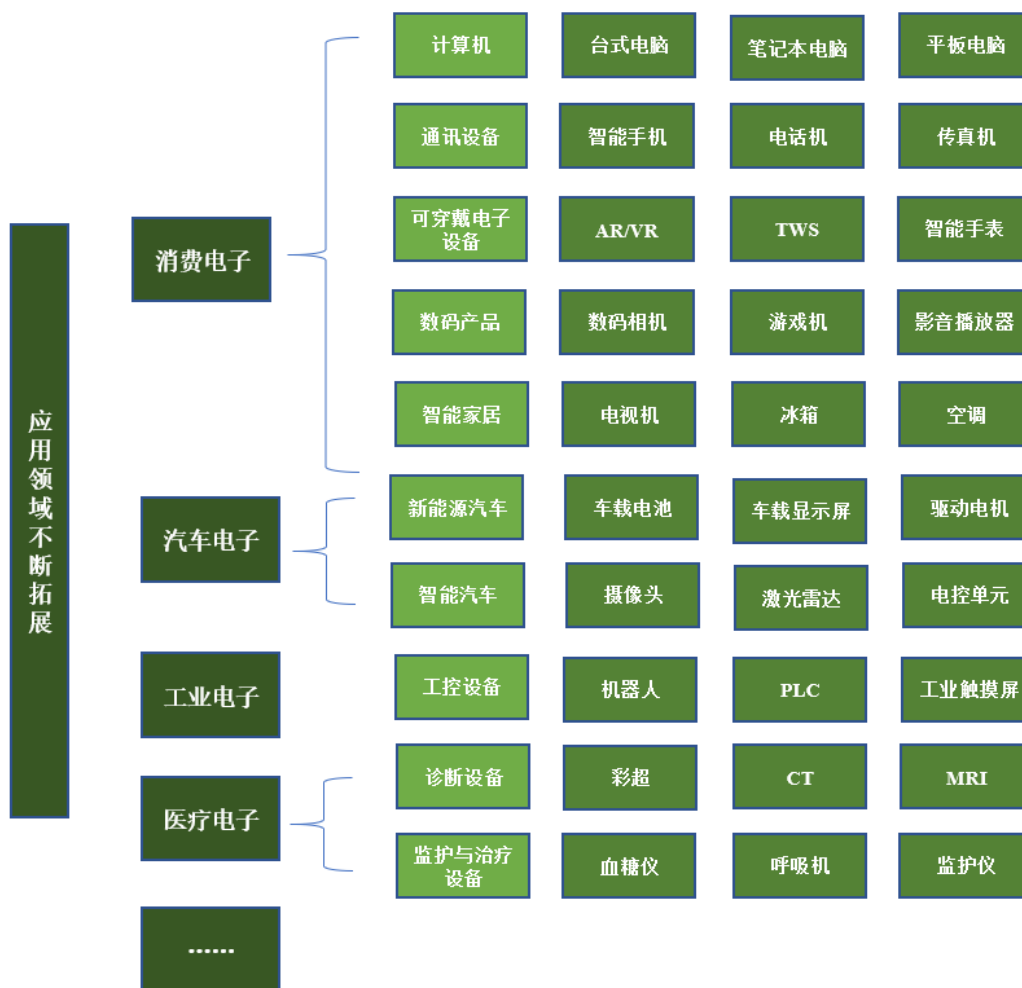 应用领域不断拓展
消费电子
计算机
台式电脑
笔记本电脑
平板电脑
通讯设备
智能手机
电话机
传真机
可穿戴电子
设备
AR/VR
TWS
智能手表
数码产品
数码相机
游戏机
影音播放器
智能家居
电视机
冰箱
空调
汽车电子
新能源汽车
车载电池
车载显示屏
驱动电机
智能汽车
摄像头
激光雷达
电控单元
工业电子
工控设备
机器人
PLC
工业触摸屏
医疗电子
诊断设备
彩超
CT
MRI
监护与治疗
设备
血糖仪
呼吸机
监护仪
……